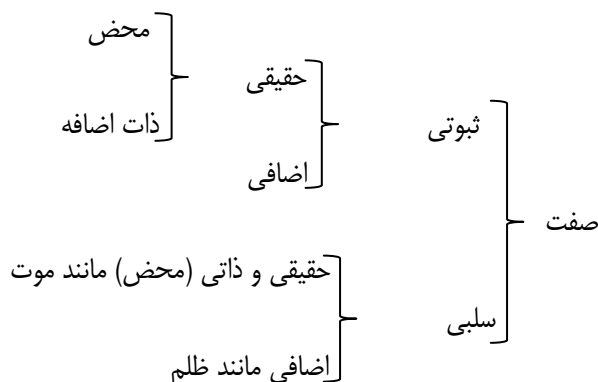 محض
حقیقی
ذات اضافه
ثبوتی
اضافی
صفت
حقیقی و ذاتی (محض) مانند موت
سلبی
اضافی مانند ظلم